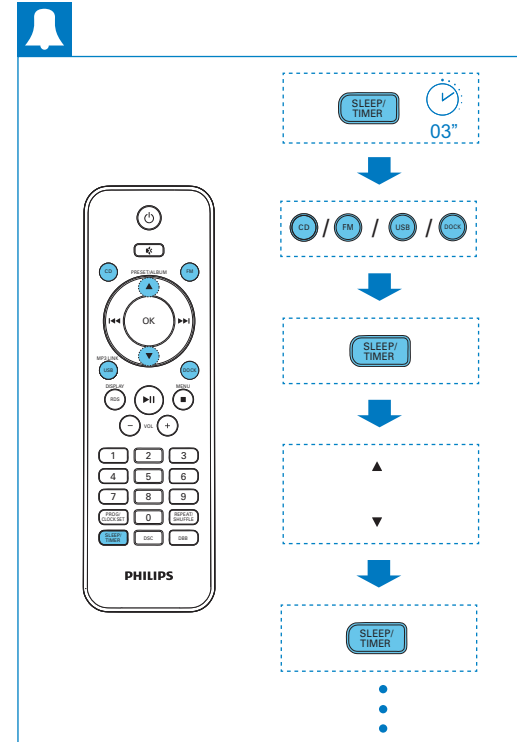 SLEEP/
TIMER
03”
CD / FM / USB / DOCK
SLEEP/
TIMER
▲
▼
SLEEP/
TIMER
CD
PRESET/ALBUM
FM
OK
MP3 LINK
USB
DOCK
DISPLAY
MENU
RDS
− VOL +
1 2 3
4 5 6
7 8 9
PROG/
CLOCK SET
0
REPEAT/
SHUFFLE
SLEEP/
TIMER
DSC
DBB
PHILIPS